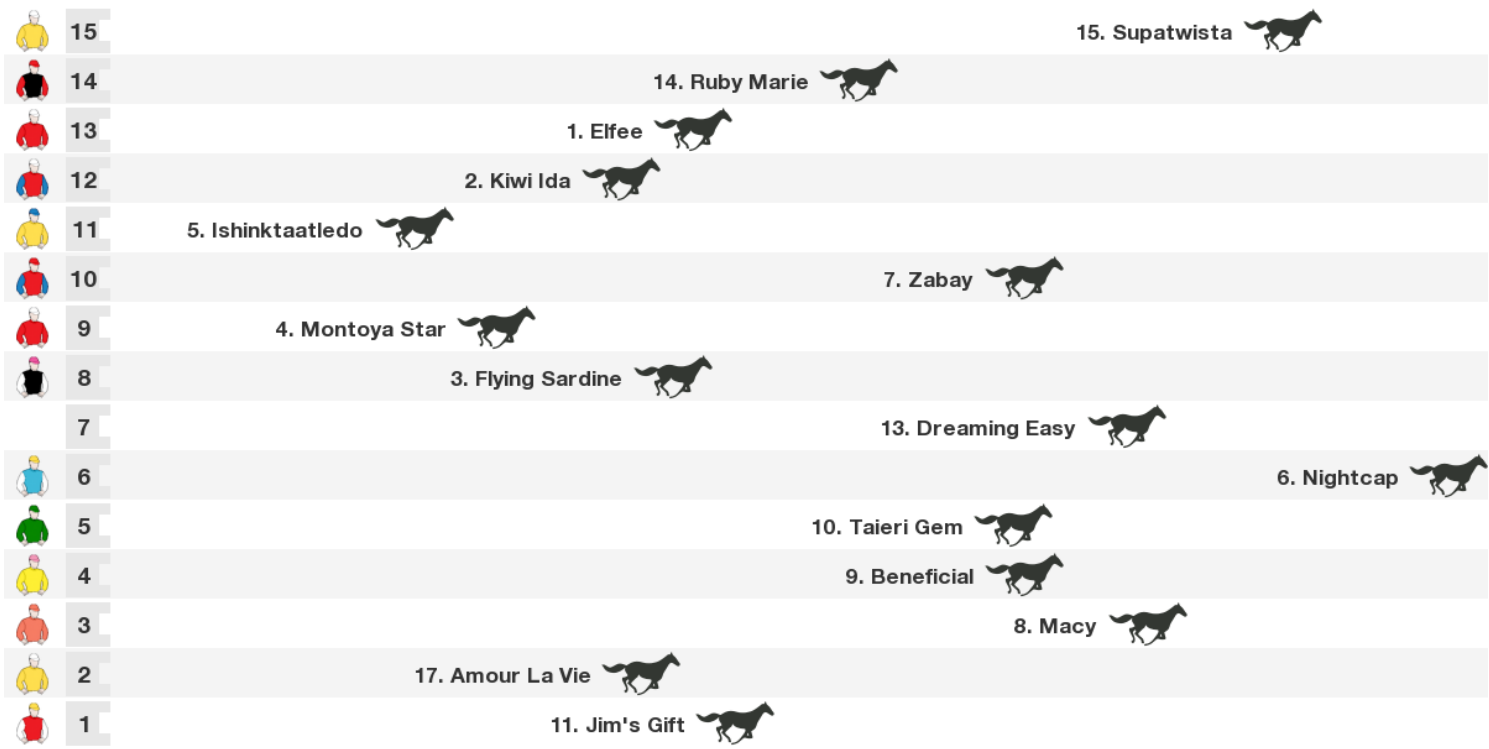 15 15. Supatwista
14 14. Ruby Marie
13 1. Elfee
12 2. Kiwi Ida
11 5. Ishinktaatledo
10 7. Zabay
9 4. Montoya Star
8 3. Flying Sardine
7 13. Dreaming Easy
6 6. Nightcap
5 10. Taieri Gem
4 9. Beneficial
3 8. Macy
2 17. Amour La Vie
1 11. Jim's Gift